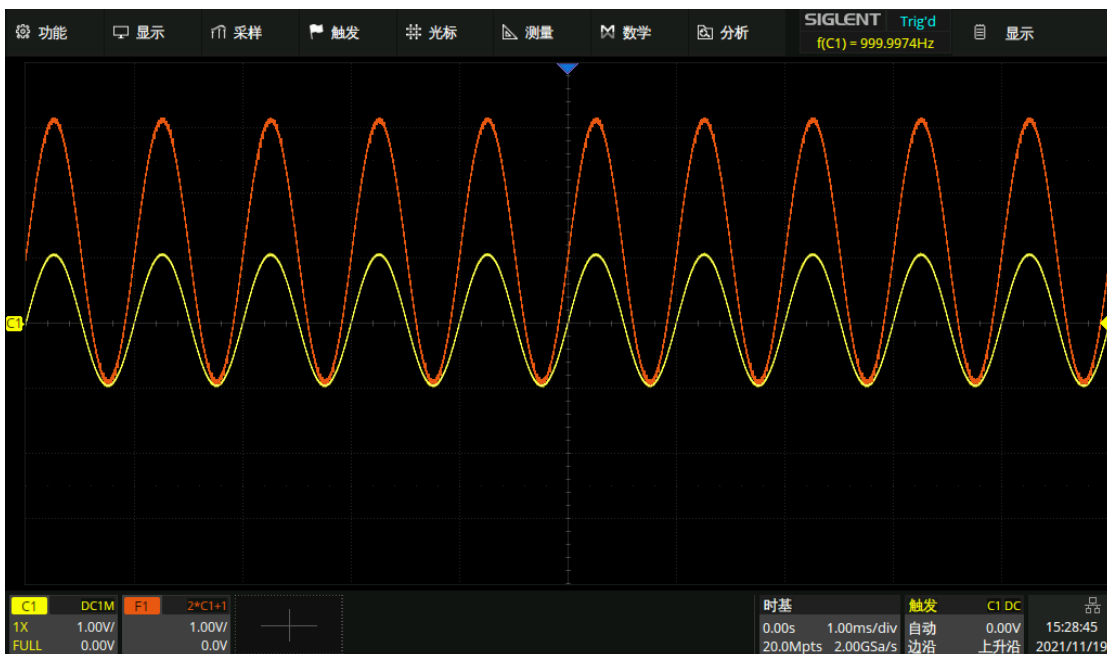 功能 显示 采样 触发 光标 测量 数学 分析 SIGLENT Trig'd 显示
f(C1) = 999.9974Hz
C1
C1 DC1M F1 2*C1+1 时基 触发 C1 DC
1X 1.00V/ 1.00V/ 0.00s 1.00ms/div 自动 0.00V 15:28:45
FULL 0.00V 0.0V 20.0Mpts 2.00GSa/s 边沿 上升沿 2021/11/19